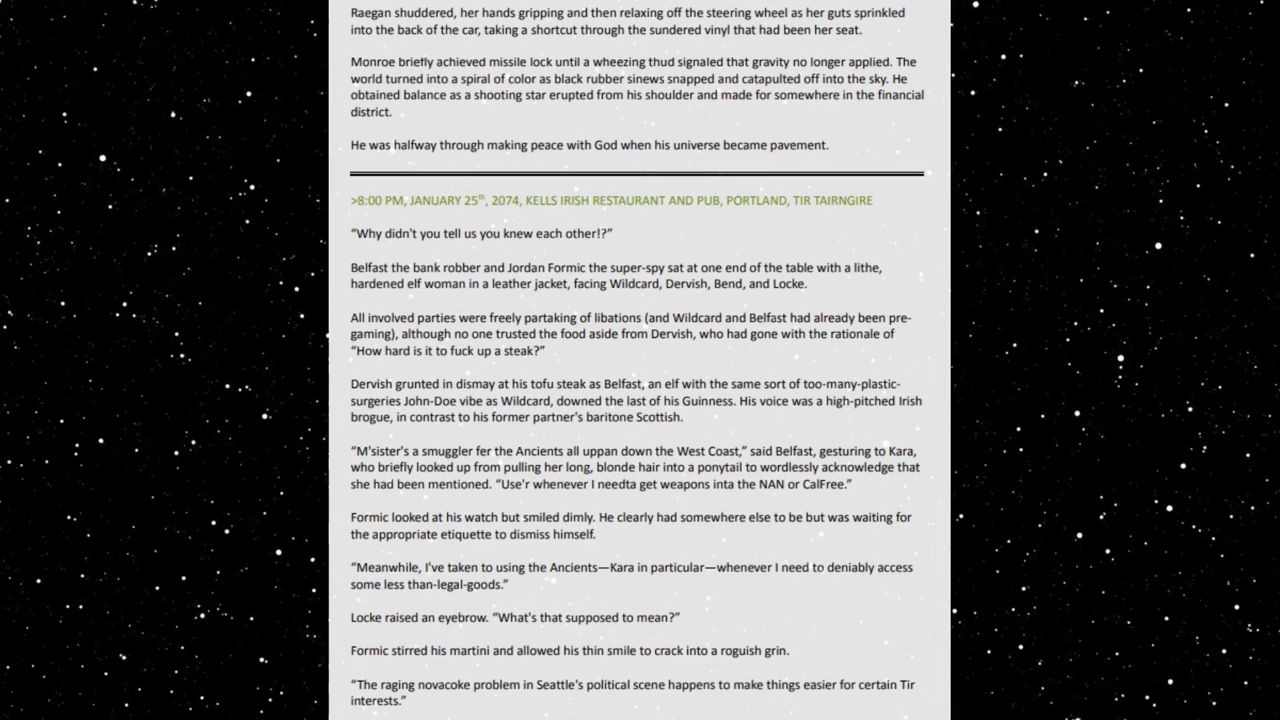 Raegan shuddered, her hands gripping and then relaxing off the steering wheel as her guts sprinkled
into the back of the car, taking a shortcut through the sundered vinyl that had been her seat.
Monroe briefly achieved missile lock until a wheezing thud signaled that gravity no longer applied. The
world turned into a spiral of color as black rubber sinews snapped and catapulted off into the sky. He
obtained balance as a shooting star erupted from his shoulder and made for somewhere in the financial
district.
He was halfway through making peace with God when his universe became pavement.
>8:00 PM, JANUARY 25th, 2074, KELLS IRISH RESTAURANT AND PUB, PORTLAND, TIR TAIRNGIRE
“Why didn't you tell us you knew each other!?”
Belfast the bank robber and Jordan Formic the super-spy sat at one end of the table with a lithe,
hardened elf woman in a leather jacket, facing Wildcard, Dervish, Bend, and Locke.
All involved parties were freely partaking of libations (and Wildcard and Belfast had already been pre-
gaming), although no one trusted the food aside from Dervish, who had gone with the rationale of
“How hard is it to fuck up a steak?”
Dervish grunted in dismay at his tofu steak as Belfast, an elf with the same sort of too-many-plastic-
surgeries John-Doe vibe as Wildcard, downed the last of his Guinness. His voice was a high-pitched Irish
brogue, in contrast to his former partner's baritone Scottish.
“M'sister's a smuggler fer the Ancients all uppan down the West Coast,” said Belfast, gesturing to Kara,
who briefly looked up from pulling her long, blonde hair into a ponytail to wordlessly acknowledge that
she had been mentioned. “Use'r whenever I needta get weapons inta the NAN or CalFree.”
Formic looked at his watch but smiled dimly. He clearly had somewhere else to be but was waiting for
the appropriate etiquette to dismiss himself.
“Meanwhile, I've taken to using the Ancients—Kara in particular—whenever I need to deniably access
some less than-legal-goods.”
Locke raised an eyebrow. “What's that supposed to mean?”
Formic stirred his martini and allowed his thin smile to crack into a roguish grin.
“The raging novacoke problem in Seattle's political scene happens to make things easier for certain Tir
interests.”